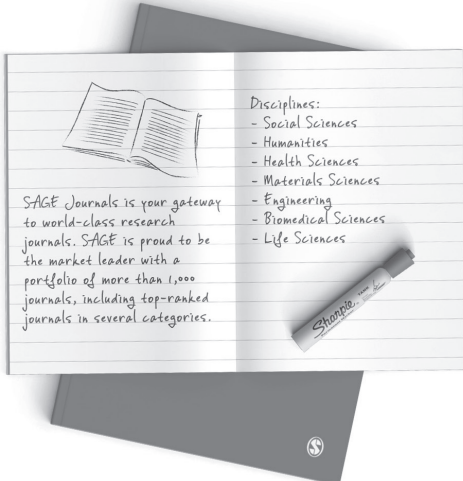 SAGE Journals is your gateway
to world-class research
journals. SAGE is proud to be
the market leader with a
portfolio of more than 1,000
journals, including top-ranked
journals in several categories.
Disciplines:
- Social Sciences
- Humanities
- Health Sciences
- Materials Sciences
- Engineering
- Biomedical Sciences
- Life Sciences
Sharpie
S